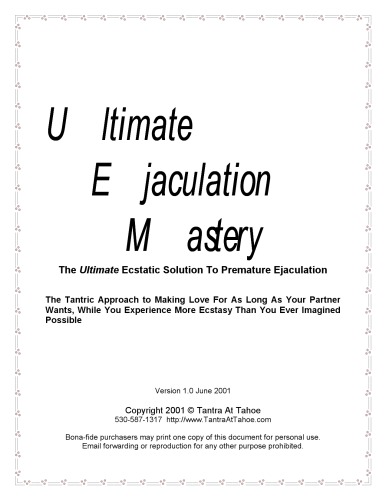 Ultimate
Ejaculation
Mastery
The Ultimate Ecstatic Solution To Premature Ejaculation
The Tantric Approach to Making Love For As Long As Your Partner
Wants, While You Experience More Ecstasy Than You Ever Imagined
Possible
Version 1.0 June 2001
Copyright 2001 © Tantra At Tahoe
530-587-1317 http://www.TantraAtTahoe.com
Bona-fide purchasers may print one copy of this document for personal use.
Email forwarding or reproduction for any other purpose prohibited.